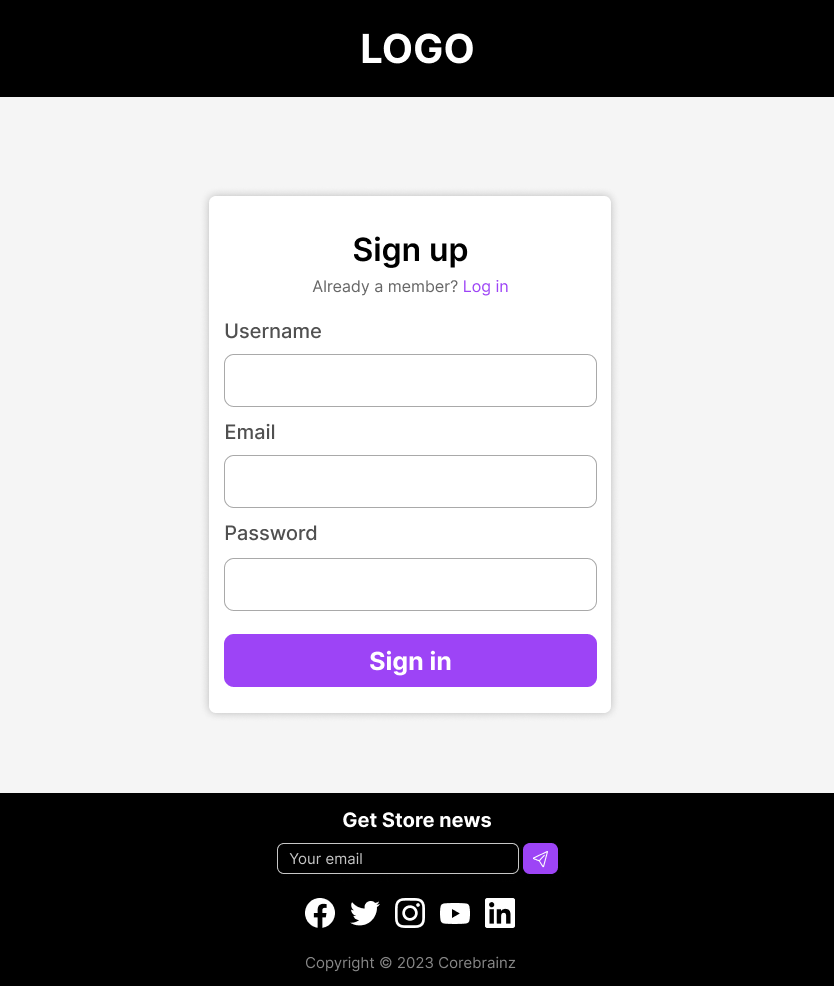 LOGO
Sign up
Already a member? Log in
Username
Email
Password
Sign in
Get Store news
Your email
Copyright © 2023 Corebrainz